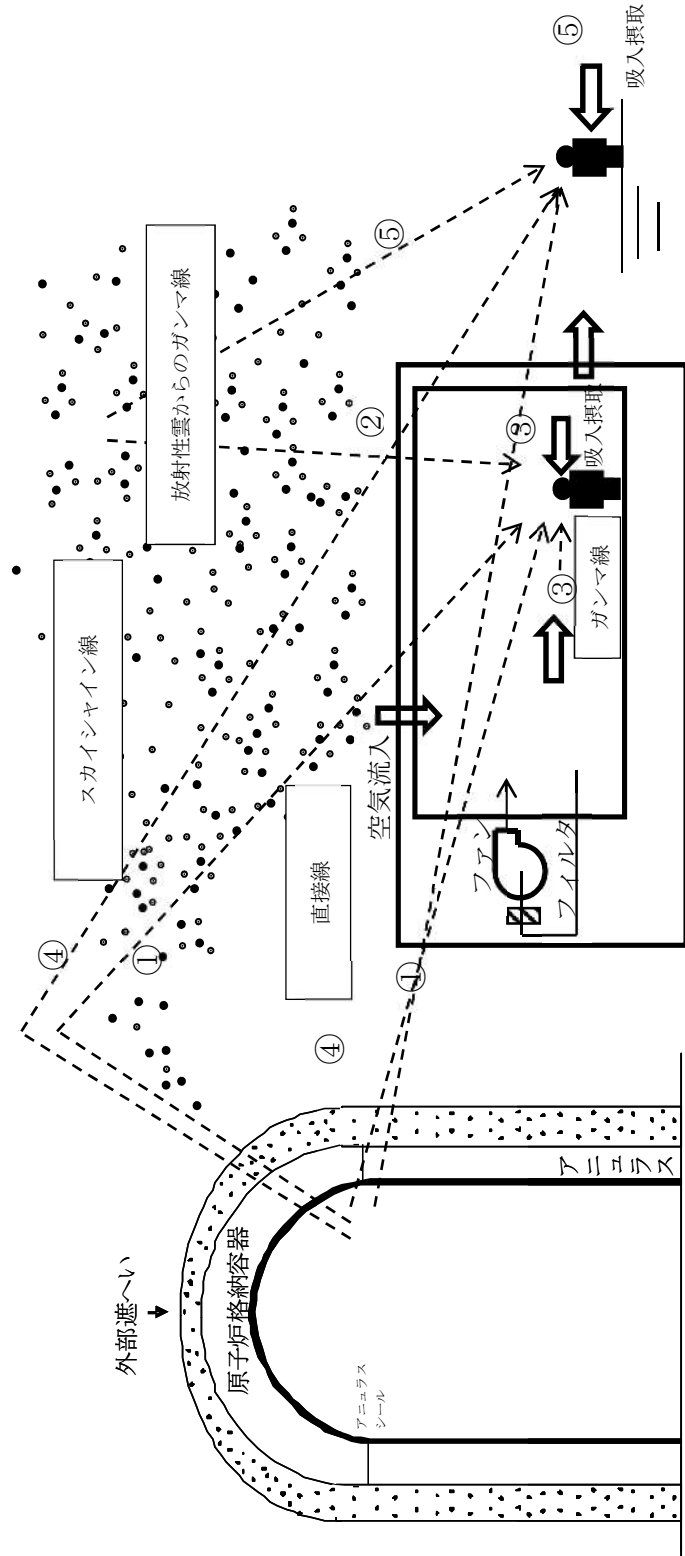 外部遮へい
原子炉格納容器
アニュラス
シール
アニュラス
④
①
スカイシャイン線
放射性雲からのガンマ線
⑤
②
④
直接線
①
空気流入
ファン
フィルタ
③
③
ガンマ線
吸入摂取
⑤
吸入摂取